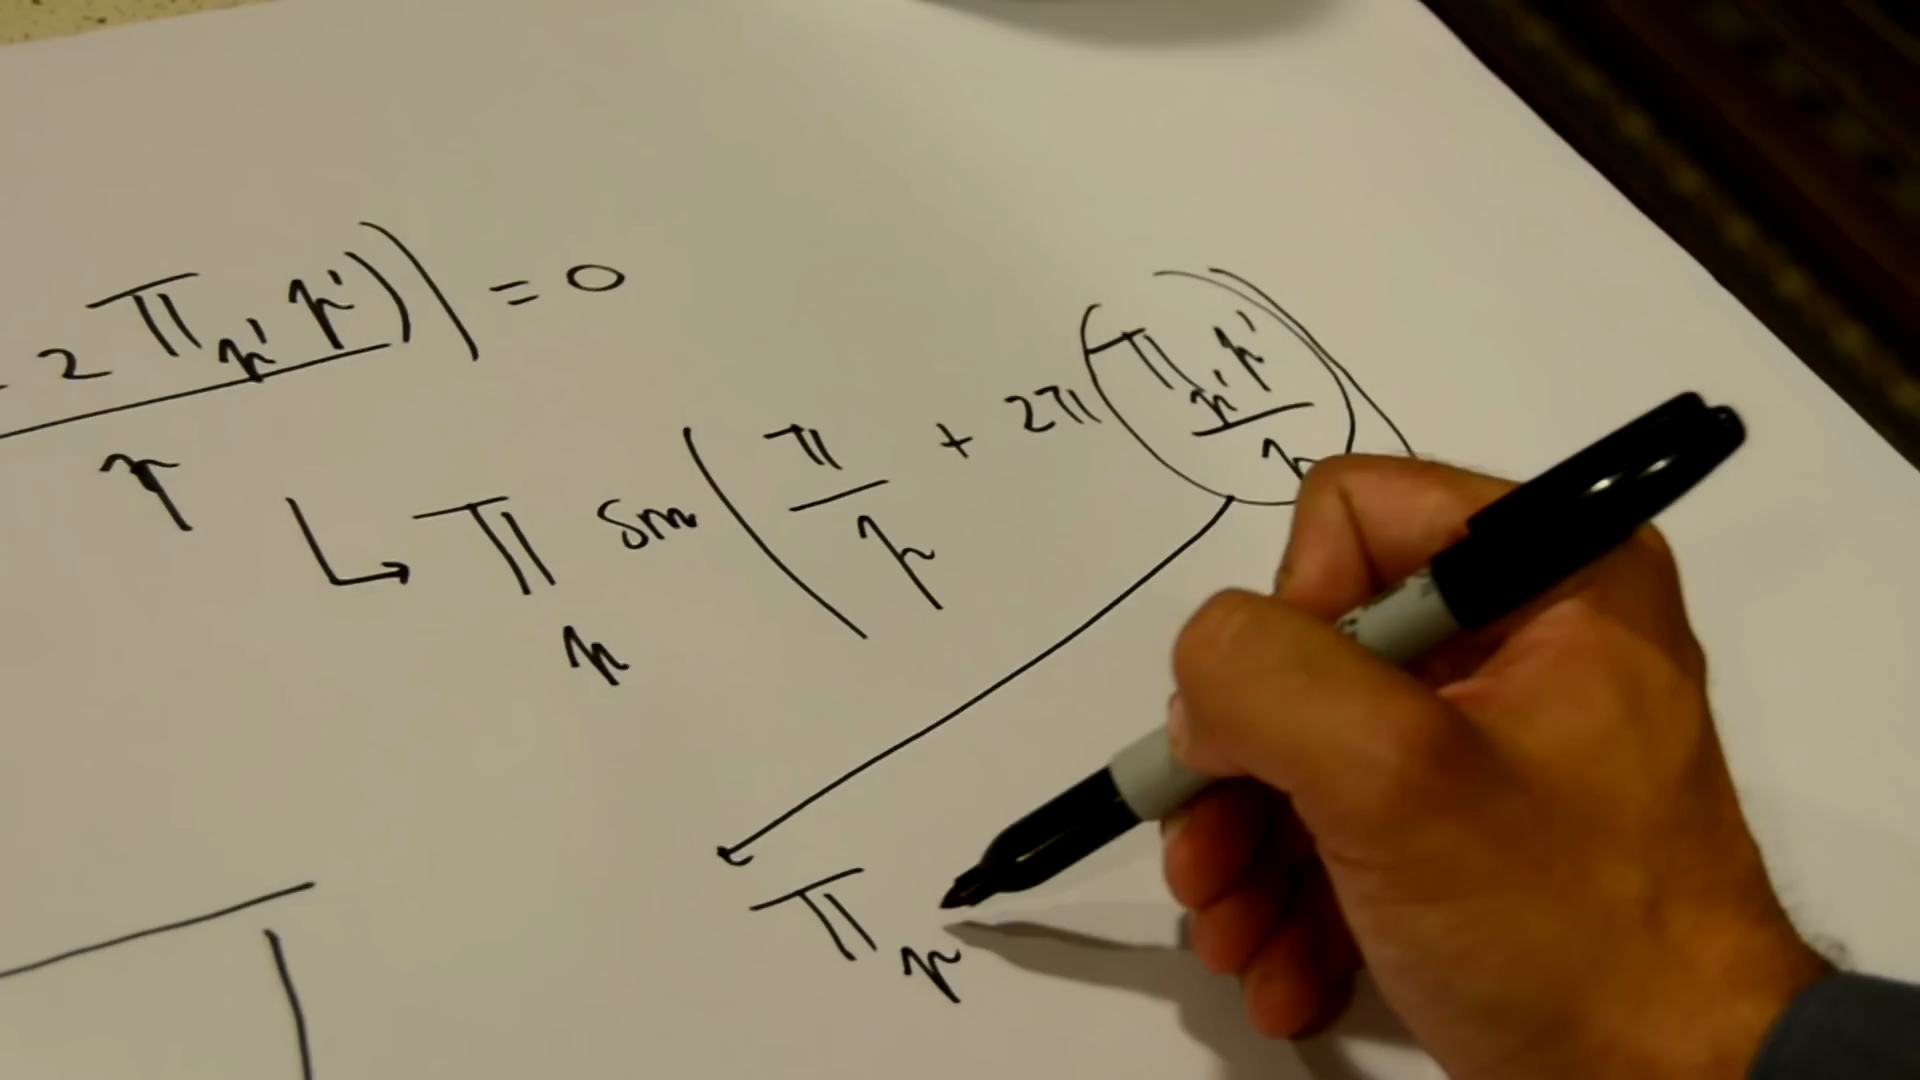 2 Π p' p')) = 0
p
↳ Π p sin(π/p + 2π(Π p' p'/p
Π p